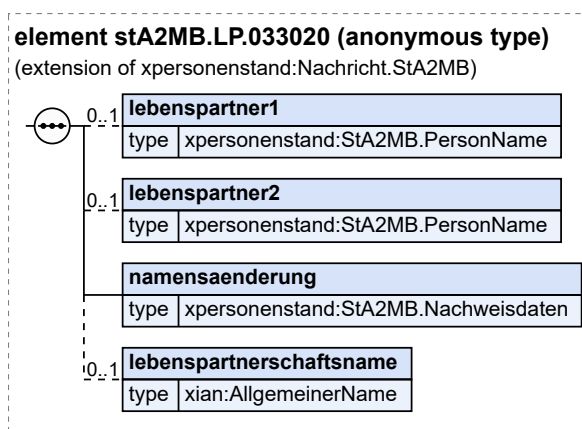 element stA2MB.LP.033020 (anonymous type)
(extension of xpersonenstand:Nachricht.StA2MB)
0..1 lebenspartner1
type xpersonenstand:StA2MB.PersonName
0..1 lebenspartner2
type xpersonenstand:StA2MB.PersonName
namensaenderung
type xpersonenstand:StA2MB.Nachweisdaten
0..1 lebenspartnerschaftsname
type xian:AllgemeinerName